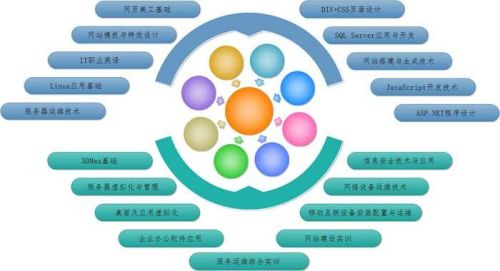 网页美工基础
DIV+CSS页面设计
网站模板与特效设计
SQL Server应用与开发
IT职业英语
网站搭建与生成技术
Linux应用基础
JavaScript开发技术
服务器运维技术
ASP.NET程序设计
3DMax基础
信息安全技术与应用
服务器虚拟化与管理
网络设备运维技术
桌面及应用虚拟化
移动互联设备安装配置与运维
企业办公软件应用
网站建设实训
服务运维综合实训